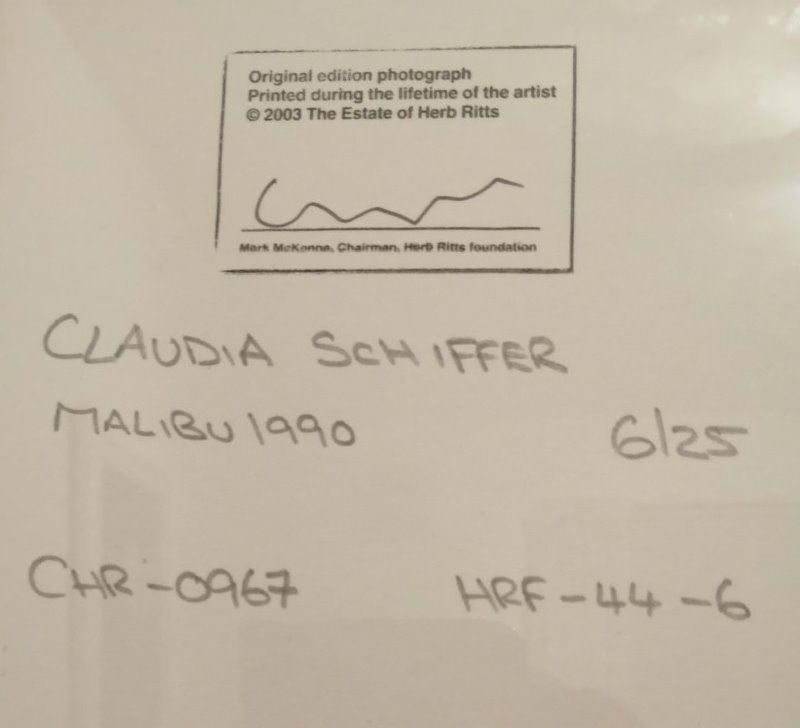 Original edition photograph
Printed during the lifetime of the artist
© 2003 The Estate of Herb Ritts
Mark McKenna, Chairman, Herb Ritts foundation
CLAUDIA SCHIFFER
MALIBU 1990
6/25
CHR-0967
HRF-44-6